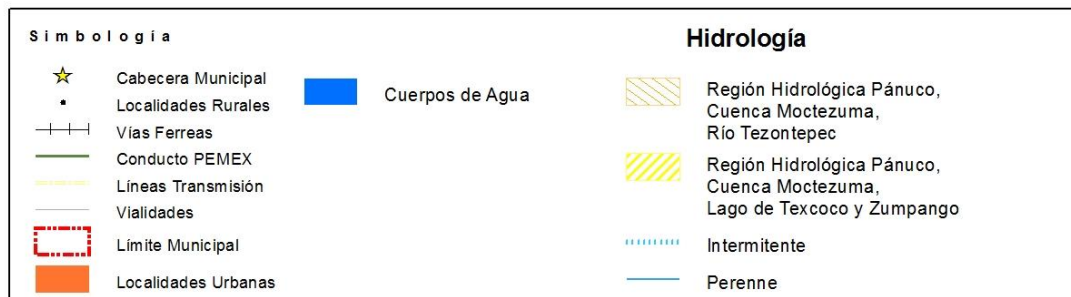 Simbología
Cabecera Municipal
Localidades Rurales
Vías Ferreas
Conducto PEMEX
Líneas Transmisión
Vialidades
Límite Municipal
Localidades Urbanas
Cuerpos de Agua
Hidrología
Región Hidrológica Pánuco,
Cuenca Moctezuma,
Río Tezontepec
Región Hidrológica Pánuco,
Cuenca Moctezuma,
Lago de Texcoco y Zumpango
Intermitente
Perenne